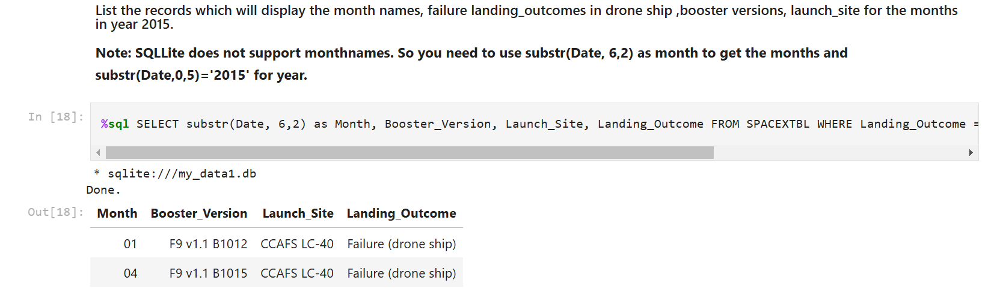 List the records which will display the month names, failure landing_outcomes in drone ship ,booster versions, launch_site for the months
in year 2015.
Note: SQLLite does not support monthnames. So you need to use substr(Date, 6,2) as month to get the months and
substr(Date,0,5)='2015' for year.
In [18]: %sql SELECT substr(Date, 6,2) as Month, Booster_Version, Launch_Site, Landing_Outcome FROM SPACEXTBL WHERE Landing_Outcome =
* sqlite:///my_data1.db
Done.
Out[18]: Month Booster_Version Launch_Site Landing_Outcome
01 F9 v1.1 B1012 CCAFS LC-40 Failure (drone ship)
04 F9 v1.1 B1015 CCAFS LC-40 Failure (drone ship)